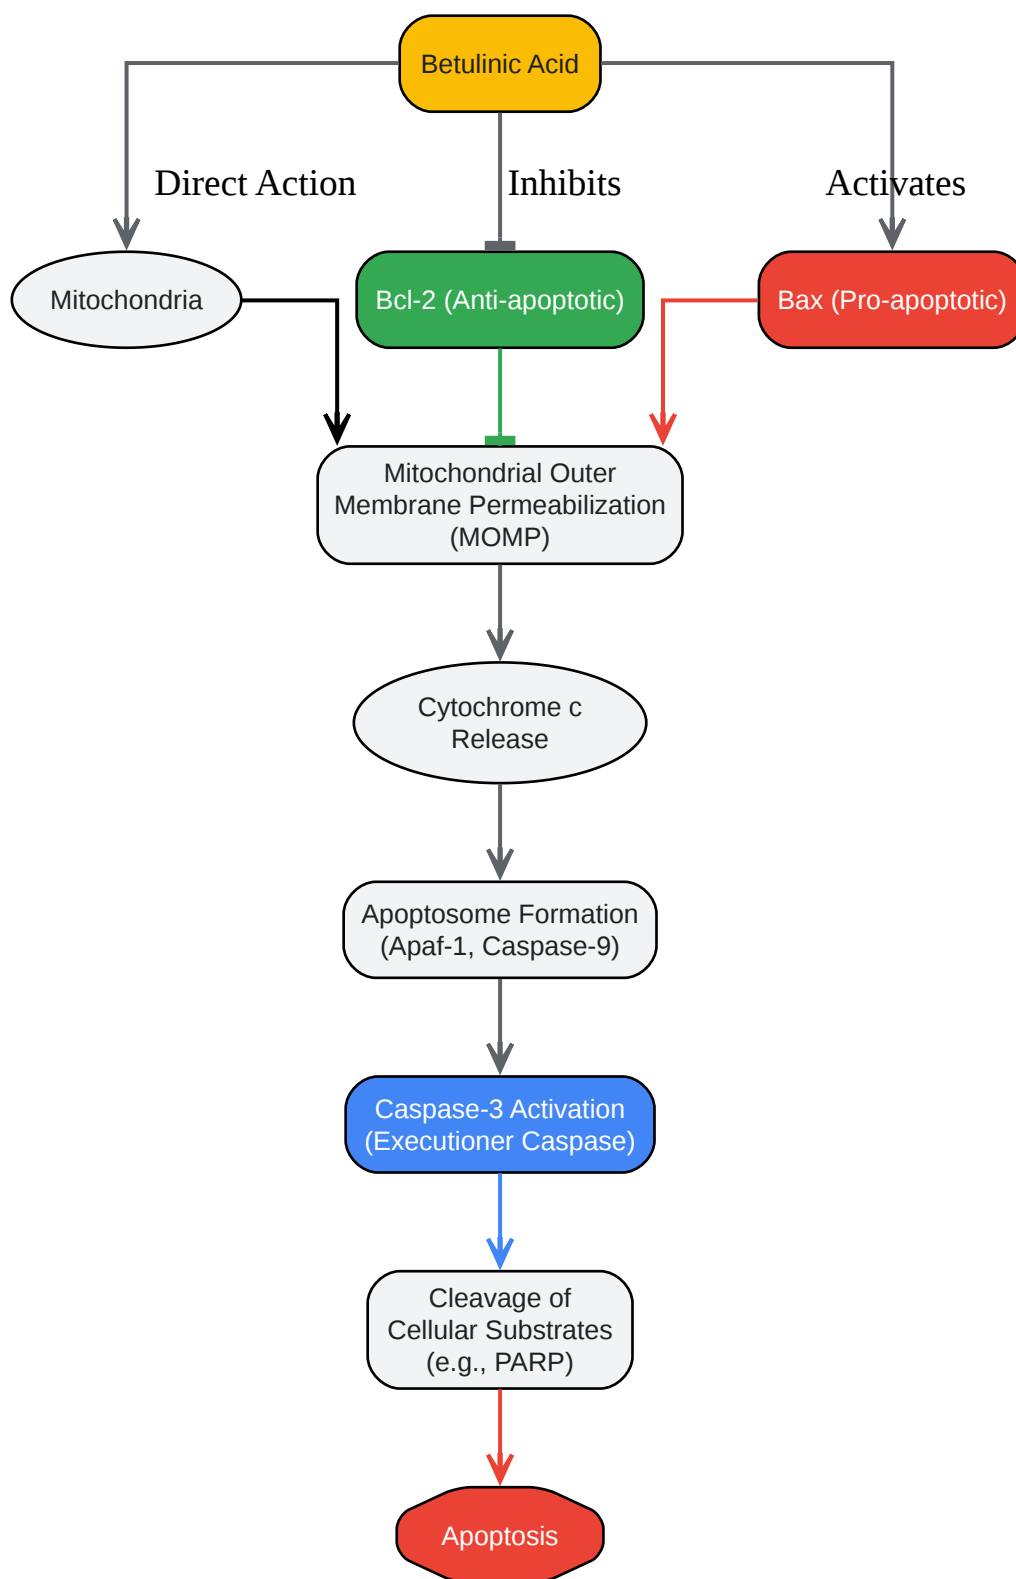 Betulinic Acid
Direct Action
Inhibits
Activates
Mitochondria
Bcl-2 (Anti-apoptotic)
Bax (Pro-apoptotic)
Mitochondrial Outer
Membrane Permeabilization
(MOMP)
Cytochrome c
Release
Apoptosome Formation
(Apaf-1, Caspase-9)
Caspase-3 Activation
(Executioner Caspase)
Cleavage of
Cellular Substrates
(e.g., PARP)
Apoptosis